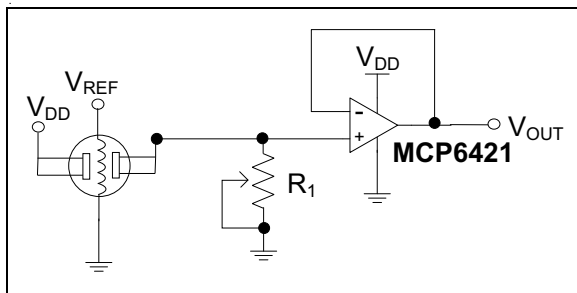 VREF
VDD
VDD
-
+
VOUT
MCP6421
R1